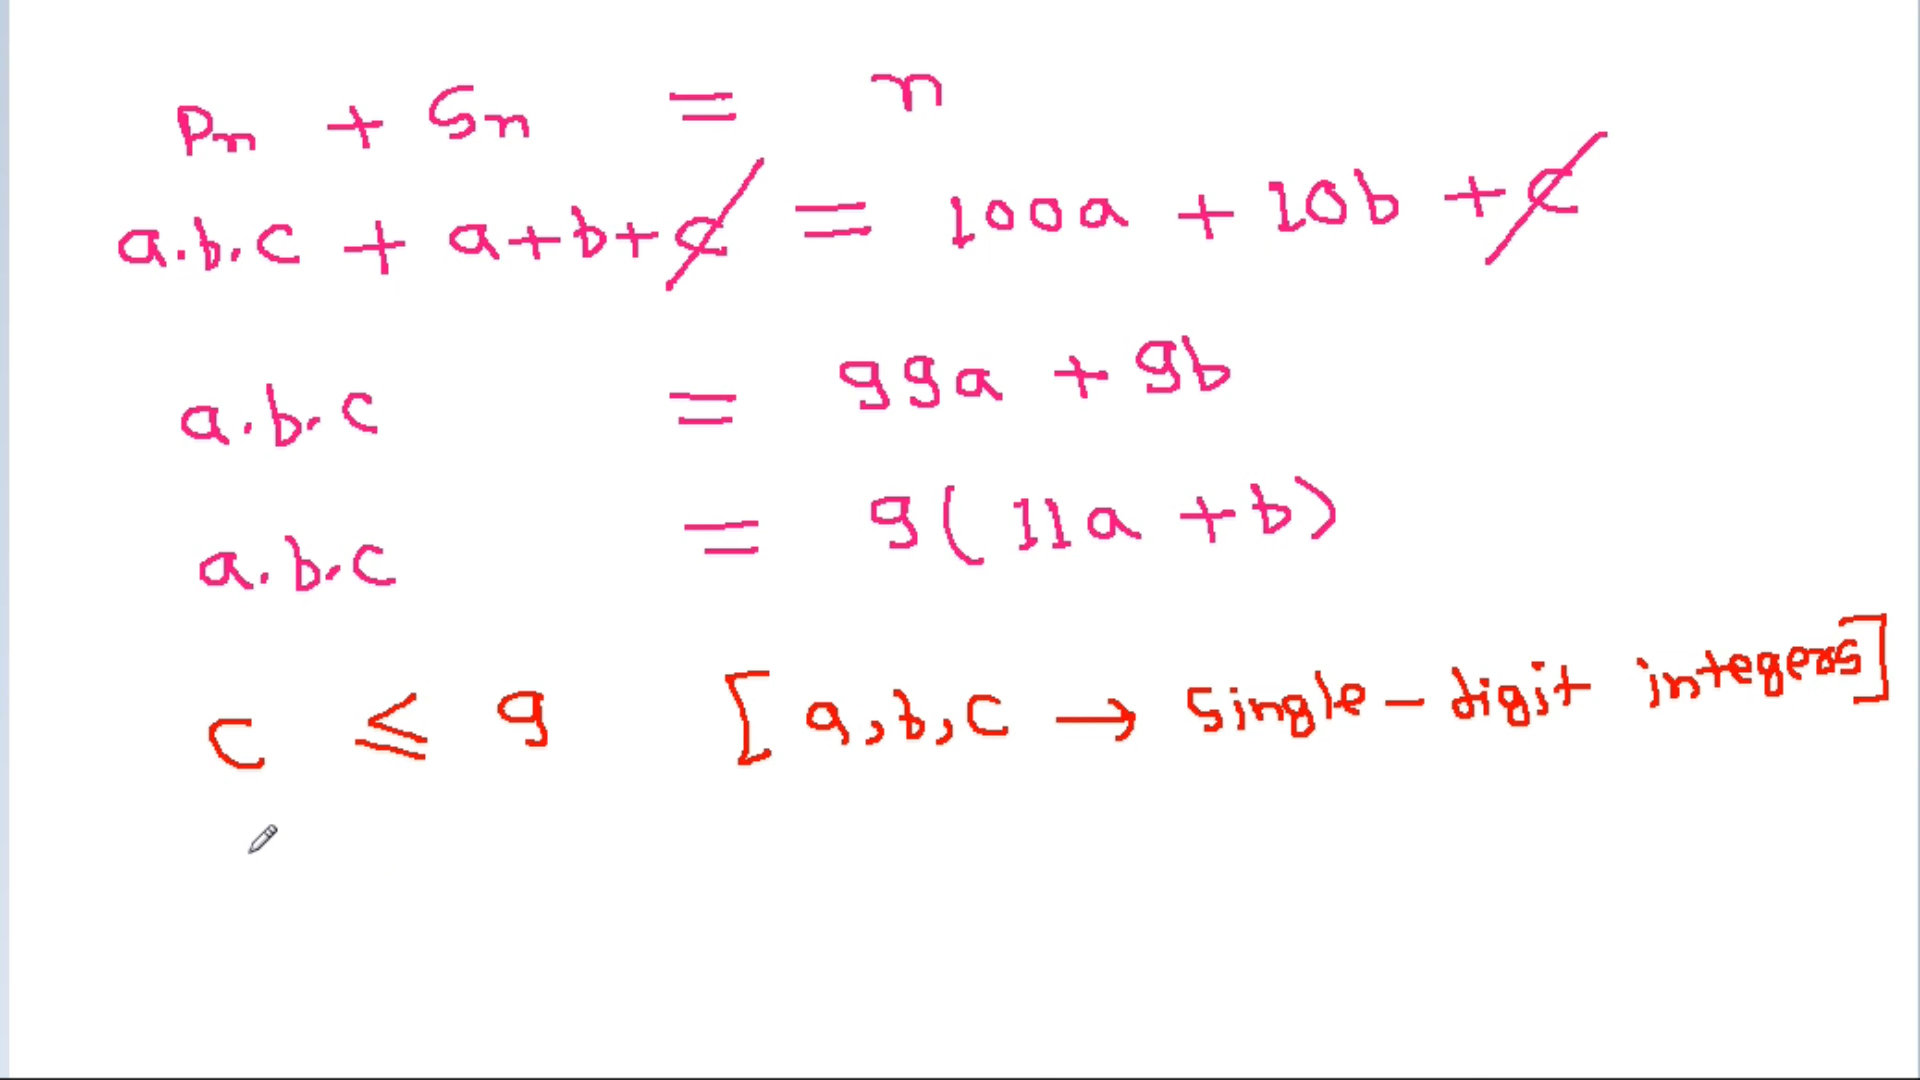 Pn + Sn = n
a.b.c + a+b+c = 100a + 10b + c
a.b.c = 99a + 9b
a.b.c = 9(11a + b)
c ≤ 9 [a,b,c → single-digit integers]